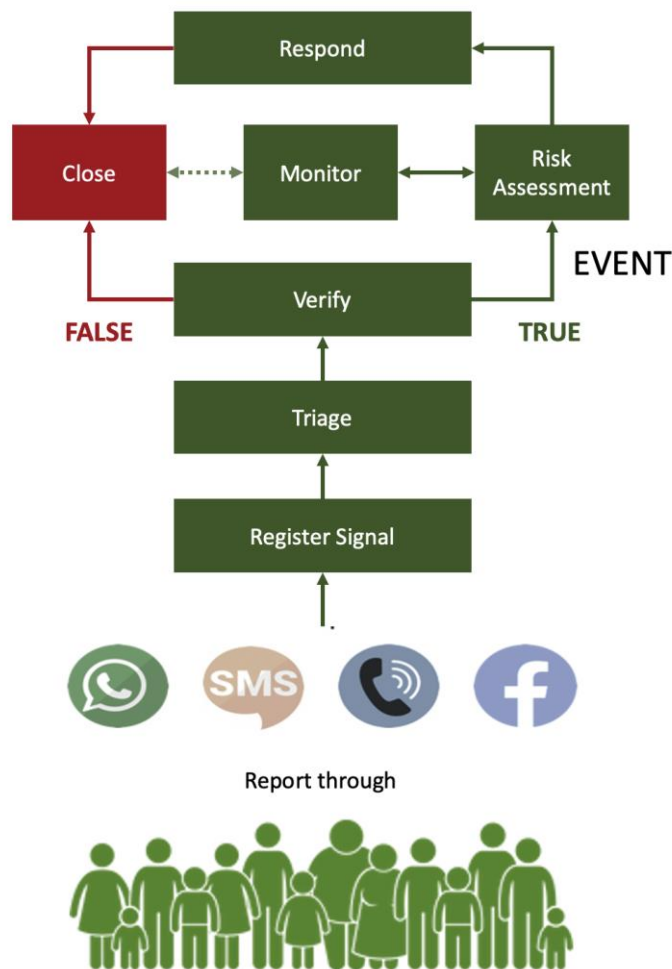 Respond
Close
Monitor
Risk
Assessment
EVENT
Verify
FALSE
TRUE
Triage
Register Signal
.
SMS
f
Report through